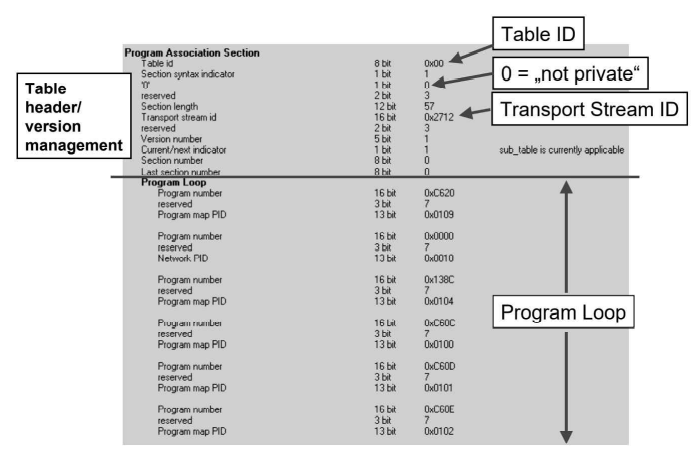 Table ID
Program Association Section
Table id 8 bit 0x00
Section syntax indicator 1 bit 1
'0' 1 bit 0
0 = „not private“
reserved 2 bit 3
Section length 12 bit 57
Transport stream id 16 bit 0x2712
Transport Stream ID
reserved 2 bit 3
Version number 5 bit 1
Current/next indicator 1 bit 1 sub_table is currently applicable
Section number 8 bit 0
Last section number 8 bit 0
Table
header/
version
management
Program Loop
Program number 16 bit 0xC620
reserved 3 bit 7
Program map PID 13 bit 0x0109
Program number 16 bit 0x0000
reserved 3 bit 7
Network PID 13 bit 0x0010
Program number 16 bit 0x138C
reserved 3 bit 7
Program map PID 13 bit 0x0104
Program Loop
Program number 16 bit 0xC60C
reserved 3 bit 7
Program map PID 13 bit 0x0100
Program number 16 bit 0xC60D
reserved 3 bit 7
Program map PID 13 bit 0x0101
Program number 16 bit 0xC60E
reserved 3 bit 7
Program map PID 13 bit 0x0102